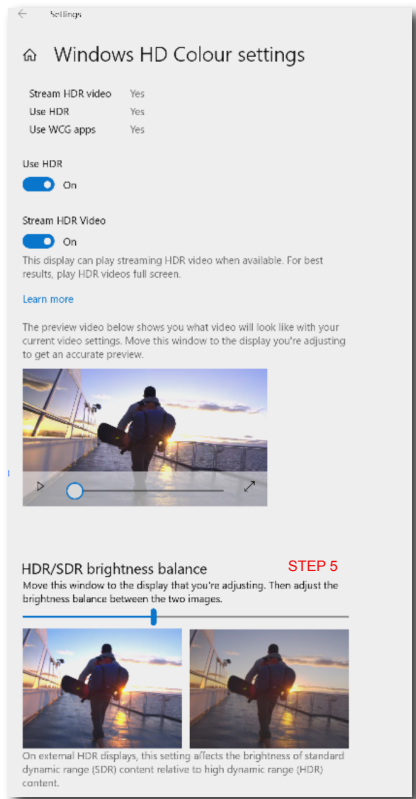 Settings
Windows HD Colour settings
Stream HDR video Yes
Use HDR Yes
Use WCG apps Yes
Use HDR
On
Stream HDR Video
On
This display can play streaming HDR video when available. For best
results, play HDR videos full screen.
Learn more
The preview video below shows you what video will look like with your
current video settings. Move this window to the display you're adjusting
to get an accurate preview.
HDR/SDR brightness balance STEP 5
Move this window to the display that you're adjusting. Then adjust the
brightness balance between the two images.
On external HDR displays, this setting affects the brightness of standard
dynamic range (SDR) content relative to high dynamic range (HDR)
content.